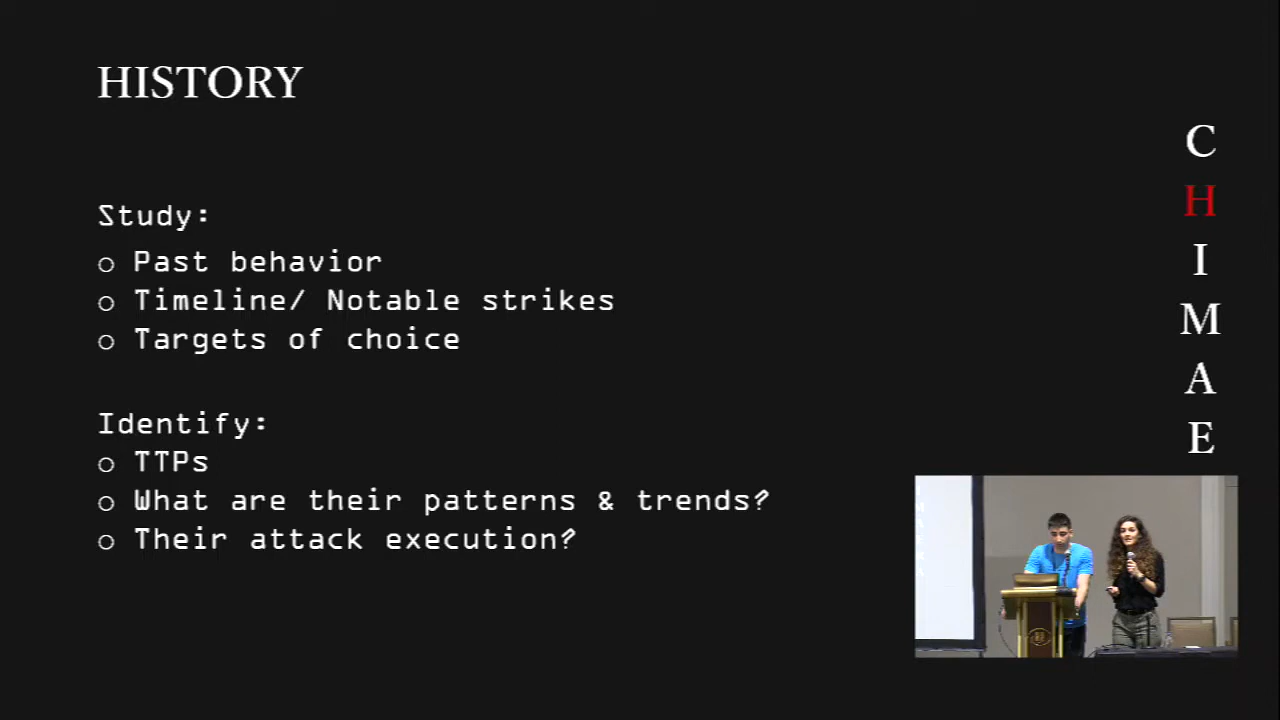 HISTORY
Study:
○ Past behavior
○ Timeline/ Notable strikes
○ Targets of choice
Identify:
○ TTPs
○ What are their patterns & trends?
○ Their attack execution?
C
H
I
M
A
E